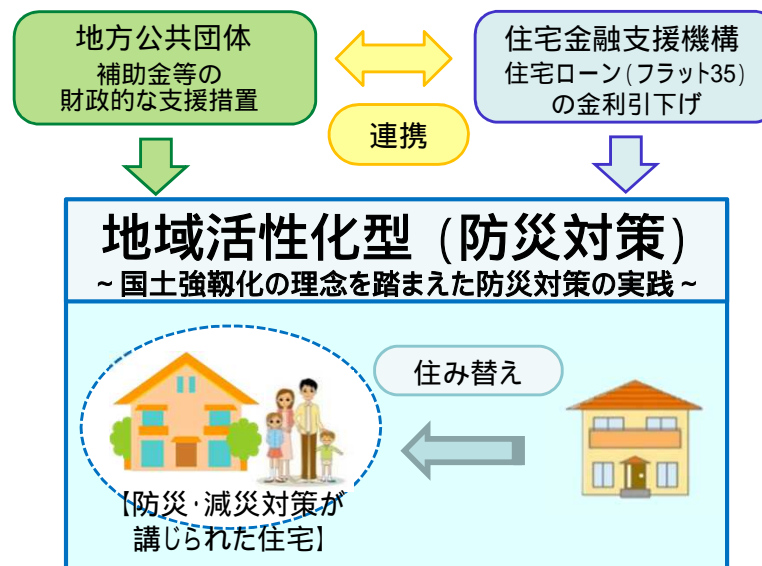 地方公共団体
補助金等の
財政的な支援措置
連携
住宅金融支援機構
住宅ローン(フラット35)
の金利引下げ
地域活性化型（防災対策）
~国土強靱化の理念を踏まえた防災対策の実践~
住み替え
【防災･減災対策が
講じられた住宅】